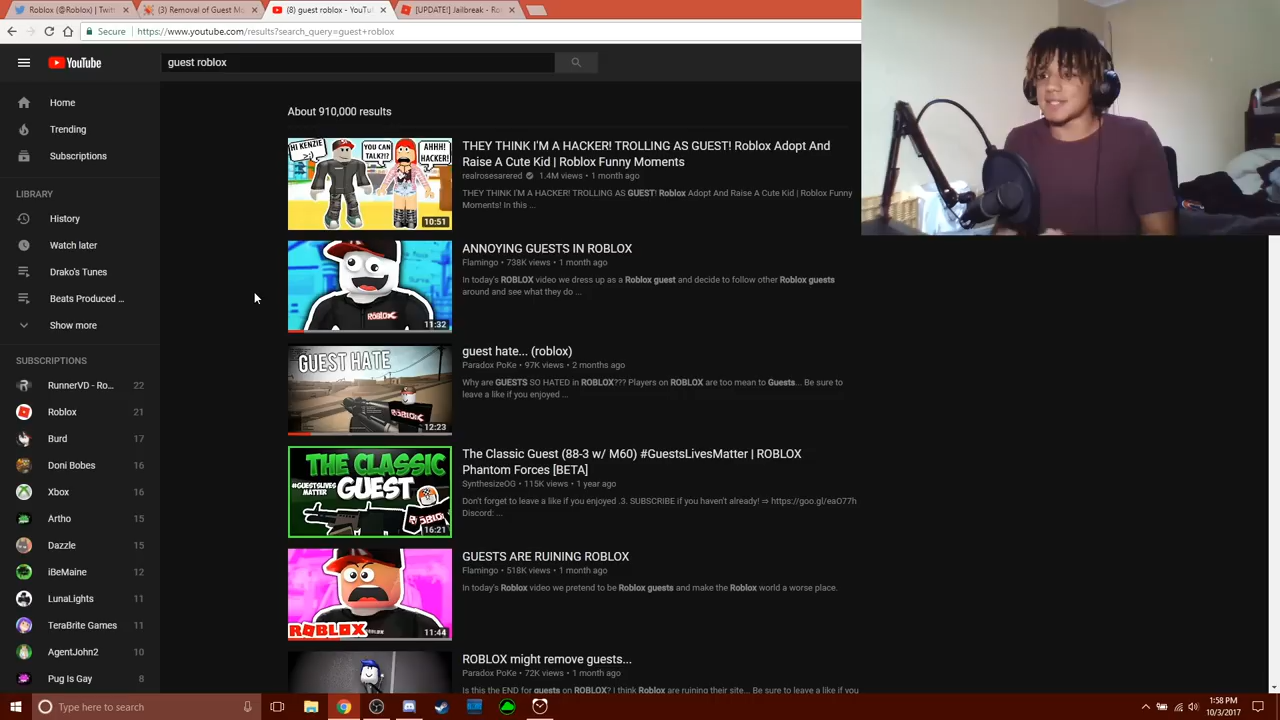 Roblox (@Roblox) | Twitt
(3) Removal of Guest Mo
(8) guest roblox - YouTu
[UPDATE!] Jailbreak - Ro
Secure
https://www.youtube.com/results?search_query=guest+roblox
YouTube
guest roblox
Home
Trending
Subscriptions
LIBRARY
History
Watch later
Drako's Tunes
Beats Produced ...
Show more
SUBSCRIPTIONS
RunnerVD - Ro... 22
Roblox 21
Burd 17
Doni Bobes 16
Xbox 16
Artho 15
Dazzle 15
iBeMaine 12
LunaLights 11
TeraBrite Games 11
AgentJohn2 10
Pug Is Gay 8
About 910,000 results
HI KENZIE
YOU CAN TALK?!?
AHHH! HACKER!
10:51
THEY THINK I'M A HACKER! TROLLING AS GUEST! Roblox Adopt And
Raise A Cute Kid | Roblox Funny Moments
realrosesarered 1.4M views • 1 month ago
THEY THINK I'M A HACKER! TROLLING AS GUEST! Roblox Adopt And Raise A Cute Kid | Roblox Funny
Moments! In this ...
ROBLOX
11:32
ANNOYING GUESTS IN ROBLOX
Flamingo • 738K views • 1 month ago
In today's ROBLOX video we dress up as a Roblox guest and decide to follow other Roblox guests
around and see what they do ...
GUEST HATE
ROBLOX
12:23
guest hate... (roblox)
Paradox PoKe • 97K views • 2 months ago
Why are GUESTS SO HATED in ROBLOX??? Players on ROBLOX are too mean to Guests... Be sure to
leave a like if you enjoyed ...
THE CLASSIC
#GUESTSLIVES
MATTER
GUEST
ROBLOX
16:21
The Classic Guest (88-3 w/ M60) #GuestsLivesMatter | ROBLOX
Phantom Forces [BETA]
SynthesizeOG • 115K views • 1 year ago
Don't forget to leave a like if you enjoyed .3. SUBSCRIBE if you haven't already! ⇒ https://goo.gl/eaO77h
Discord: ...
ROBLOX
11:44
GUESTS ARE RUINING ROBLOX
Flamingo • 518K views • 1 month ago
In today's Roblox video we pretend to be Roblox guests and make the Roblox world a worse place.
ROBLOX might remove guests...
Paradox PoKe • 72K views • 1 month ago
Is this the END for guests on ROBLOX? I think Roblox are ruining their site... Be sure to leave a like if you
Type here to search
1:58 PM
10/3/2017